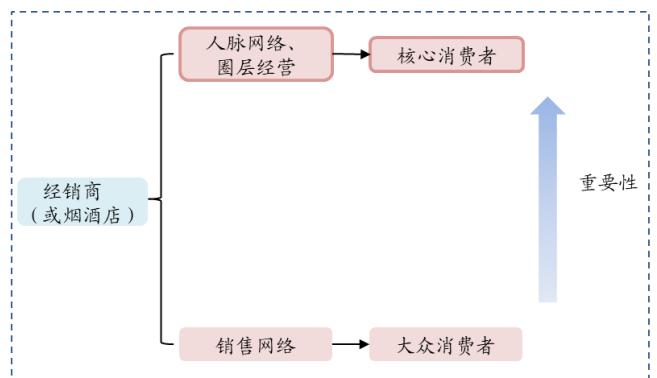 人脉网络、
圈层经营
核心消费者
重要性
经销商
（或烟酒店）
销售网络
大众消费者